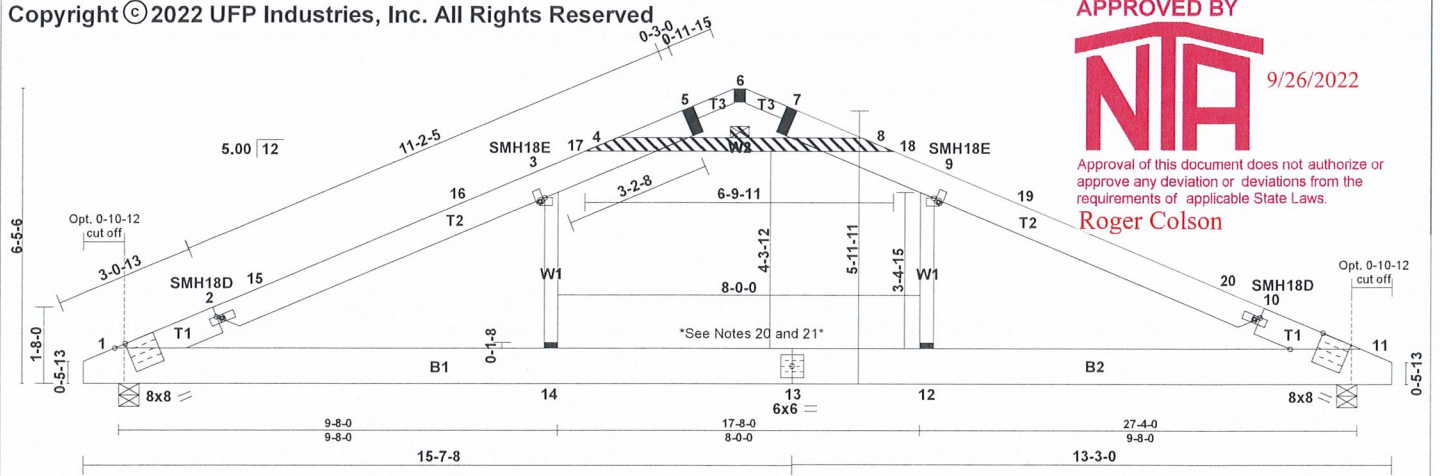 Copyright © 2022 UFP Industries, Inc. All Rights Reserved
APPROVED BY
NTA
9/26/2022
Approval of this document does not authorize or
approve any deviation or deviations from the
requirements of applicable State Laws.
Roger Colson
0-3-0
0-11-15
11-2-5
3-0-13
5.00 12
6
5 T3 T3 7
17 4 W2 8 18
SMH18E
3
SMH18E
9
16
T2
3-2-8
6-9-11
19
T2
6-5-6
Opt. 0-10-12
cut off
Opt. 0-10-12
cut off
15
SMH18D
2
20
SMH18D
10
W1
4-3-12
5-11-11
3-4-15
W1
8-0-0
*See Notes 20 and 21*
1-8-0
0-5-13
1
T1
0-1-8
T1
11
0-5-13
B1
B2
8x8
14
13
6x6
12
8x8
9-8-0
9-8-0
17-8-0
8-0-0
27-4-0
9-8-0
15-7-8
13-3-0